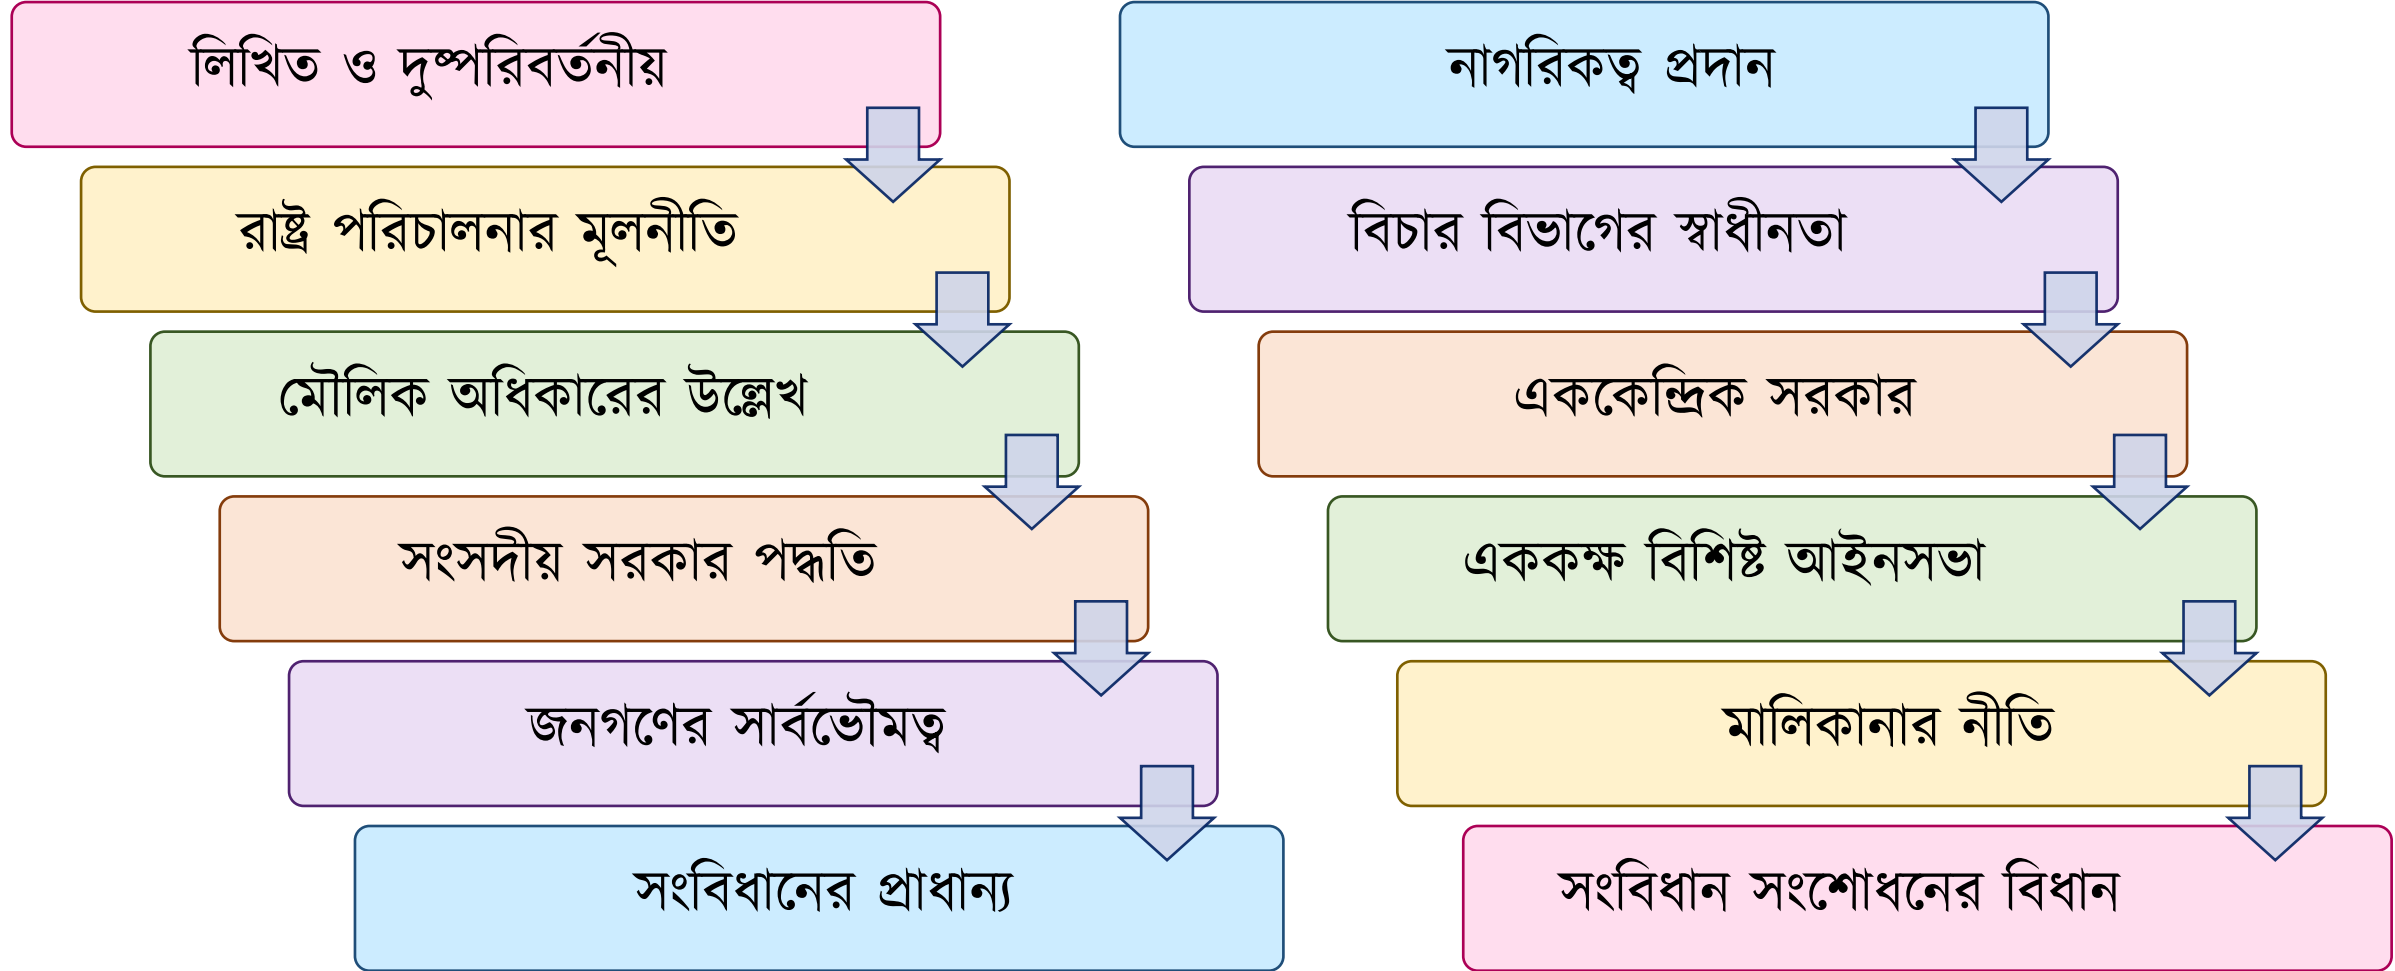 লিখিত ও দুষ্পরিবর্তনীয়
রাষ্ট্র পরিচালনার মূলনীতি
মৌলিক অধিকারের উল্লেখ
সংসদীয় সরকার পদ্ধতি
জনগণের সার্বভৌমত্ব
সংবিধানের প্রাধান্য
নাগরিকত্ব প্রদান
বিচার বিভাগের স্বাধীনতা
এককেন্দ্রিক সরকার
এককক্ষ বিশিষ্ট আইনসভা
মালিকানার নীতি
সংবিধান সংশোধনের বিধান